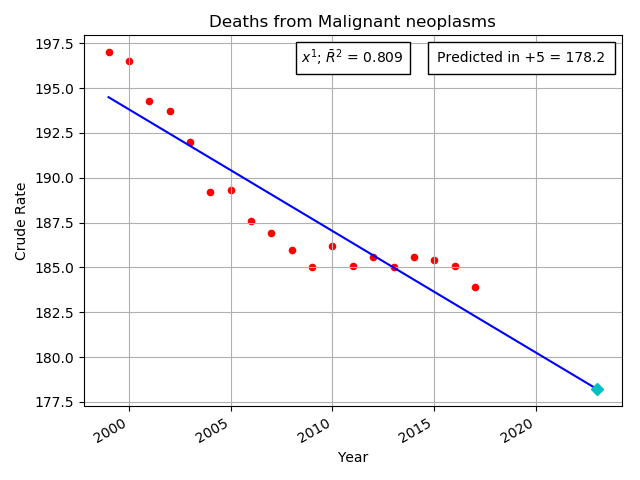 Deaths from Malignant neoplasms
x¹; R̄² = 0.809
Predicted in +5 = 178.2
197.5
195.0
192.5
190.0
187.5
185.0
182.5
180.0
177.5
Crude Rate
2000
2005
2010
2015
2020
Year